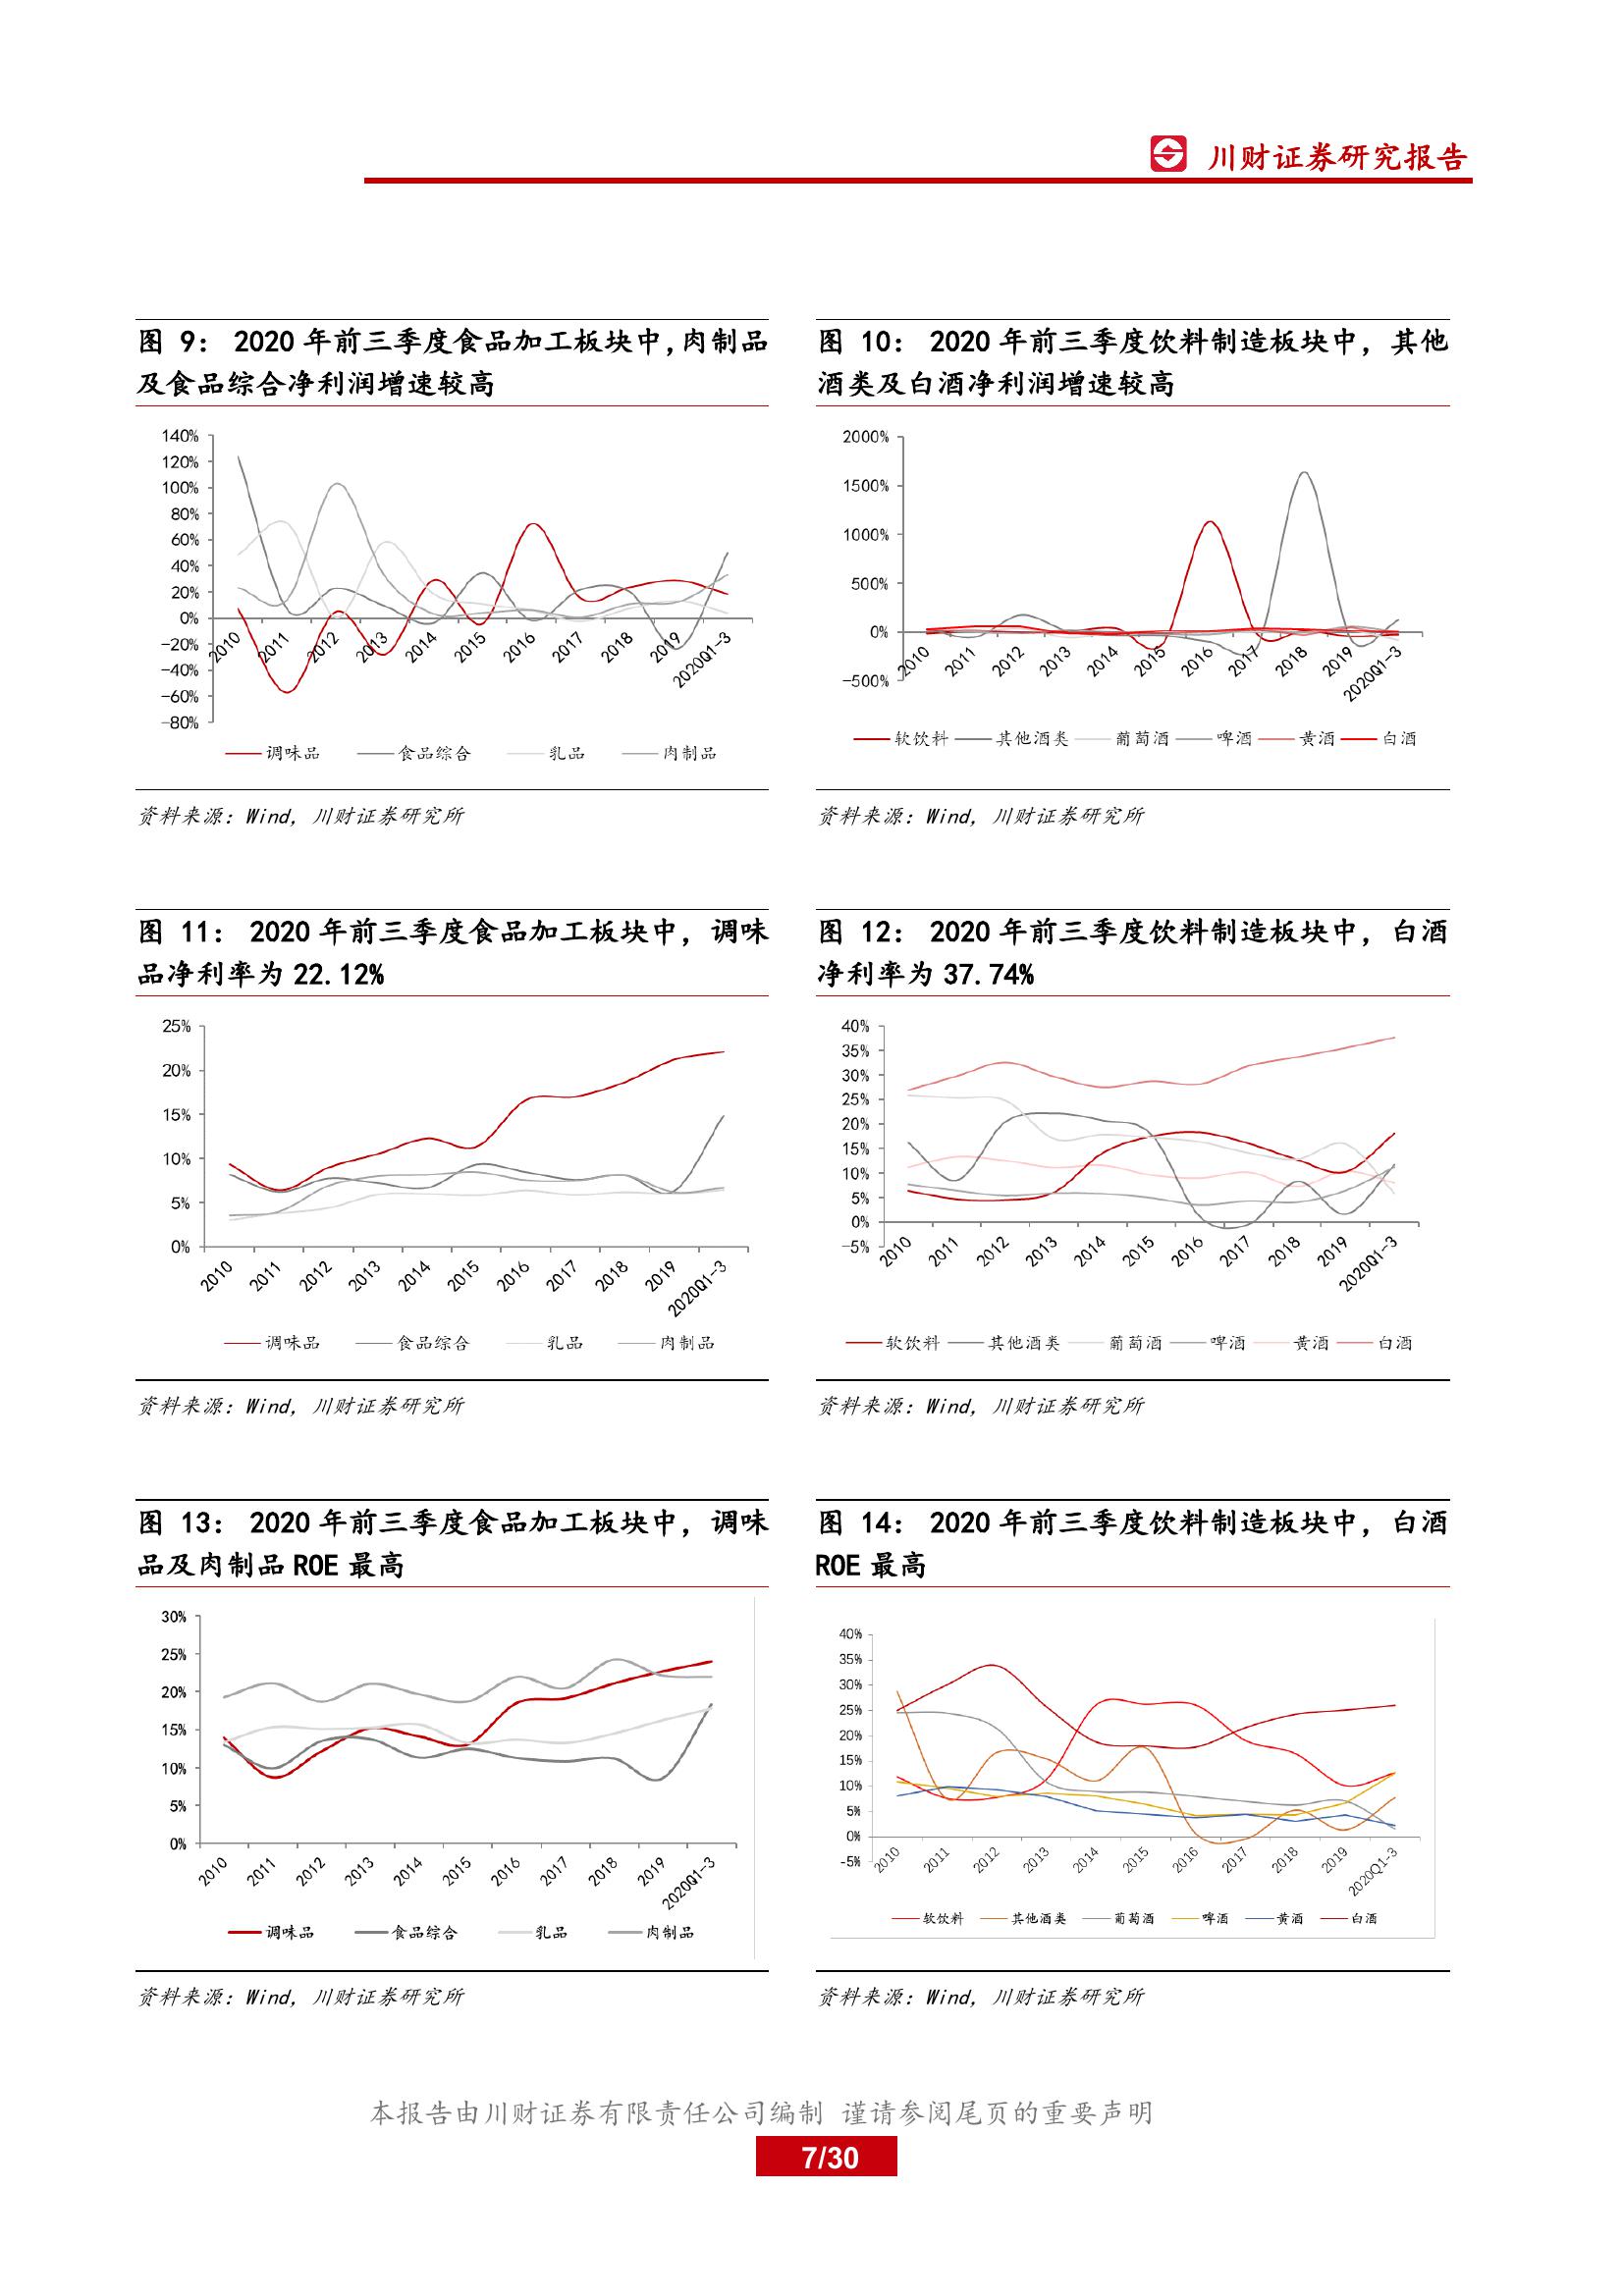 川财证券研究报告
图 9： 2020 年前三季度食品加工板块中,肉制品
及食品综合净利润增速较高
140%
120%
100%
80%
60%
40%
20%
0%
-20%
-40%
-60%
-80%
2010 2011 2012 2013 2014 2015 2016 2017 2018 2019 2020Q1-3
调味品 食品综合 乳品 肉制品
资料来源：Wind, 川财证券研究所
图 10： 2020 年前三季度饮料制造板块中，其他
酒类及白酒净利润增速较高
2000%
1500%
1000%
500%
0%
-500%
2010 2011 2012 2013 2014 2015 2016 2017 2018 2019 2020Q1-3
软饮料 其他酒类 葡萄酒 啤酒 黄酒 白酒
资料来源：Wind, 川财证券研究所
图 11： 2020 年前三季度食品加工板块中，调味
品净利率为 22.12%
25%
20%
15%
10%
5%
0%
2010 2011 2012 2013 2014 2015 2016 2017 2018 2019 2020Q1-3
调味品 食品综合 乳品 肉制品
资料来源：Wind, 川财证券研究所
图 12： 2020 年前三季度饮料制造板块中，白酒
净利率为 37.74%
40%
35%
30%
25%
20%
15%
10%
5%
0%
-5%
2010 2011 2012 2013 2014 2015 2016 2017 2018 2019 2020Q1-3
软饮料 其他酒类 葡萄酒 啤酒 黄酒 白酒
资料来源：Wind, 川财证券研究所
图 13： 2020 年前三季度食品加工板块中，调味
品及肉制品 ROE 最高
30%
25%
20%
15%
10%
5%
0%
2010 2011 2012 2013 2014 2015 2016 2017 2018 2019 2020Q1-3
调味品 食品综合 乳品 肉制品
资料来源：Wind, 川财证券研究所
图 14： 2020 年前三季度饮料制造板块中，白酒
ROE 最高
40%
35%
30%
25%
20%
15%
10%
5%
0%
-5%
2010 2011 2012 2013 2014 2015 2016 2017 2018 2019 2020Q1-3
软饮料 其他酒类 葡萄酒 啤酒 黄酒 白酒
资料来源：Wind, 川财证券研究所
本报告由川财证券有限责任公司编制 谨请参阅尾页的重要声明
7/30